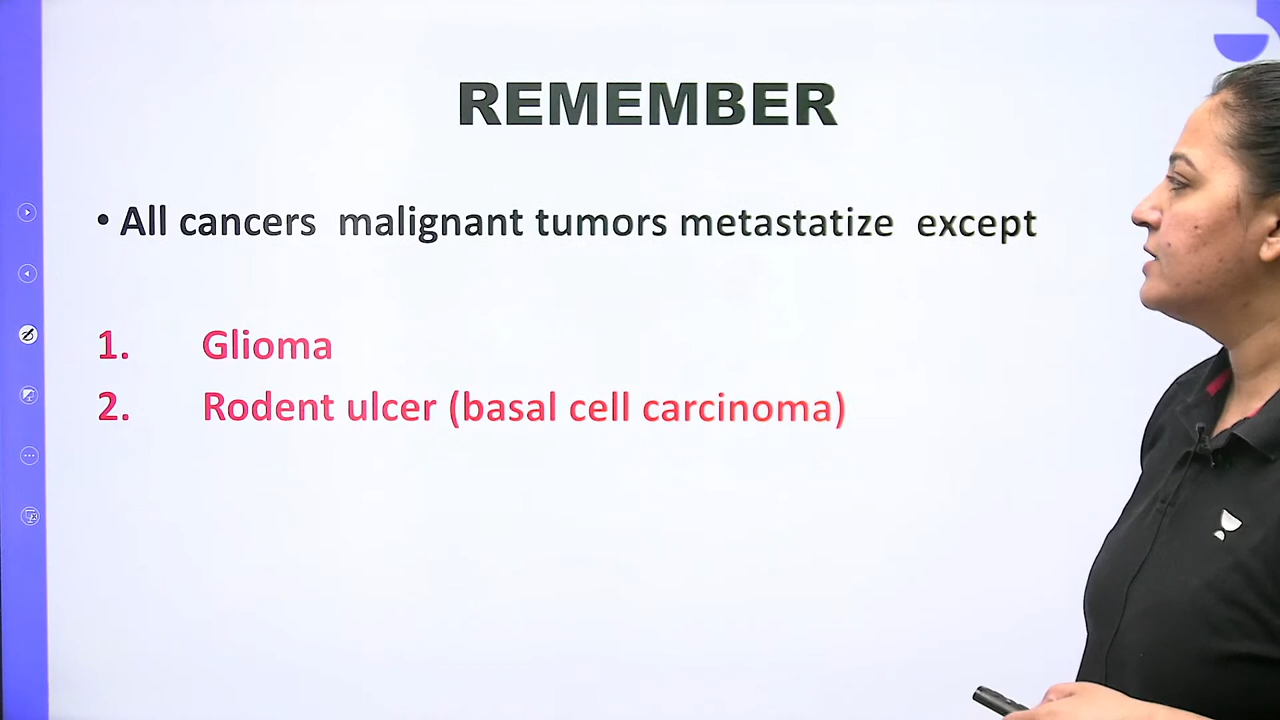 REMEMBER
• All cancers malignant tumors metastatize except
1. Glioma
2. Rodent ulcer (basal cell carcinoma)